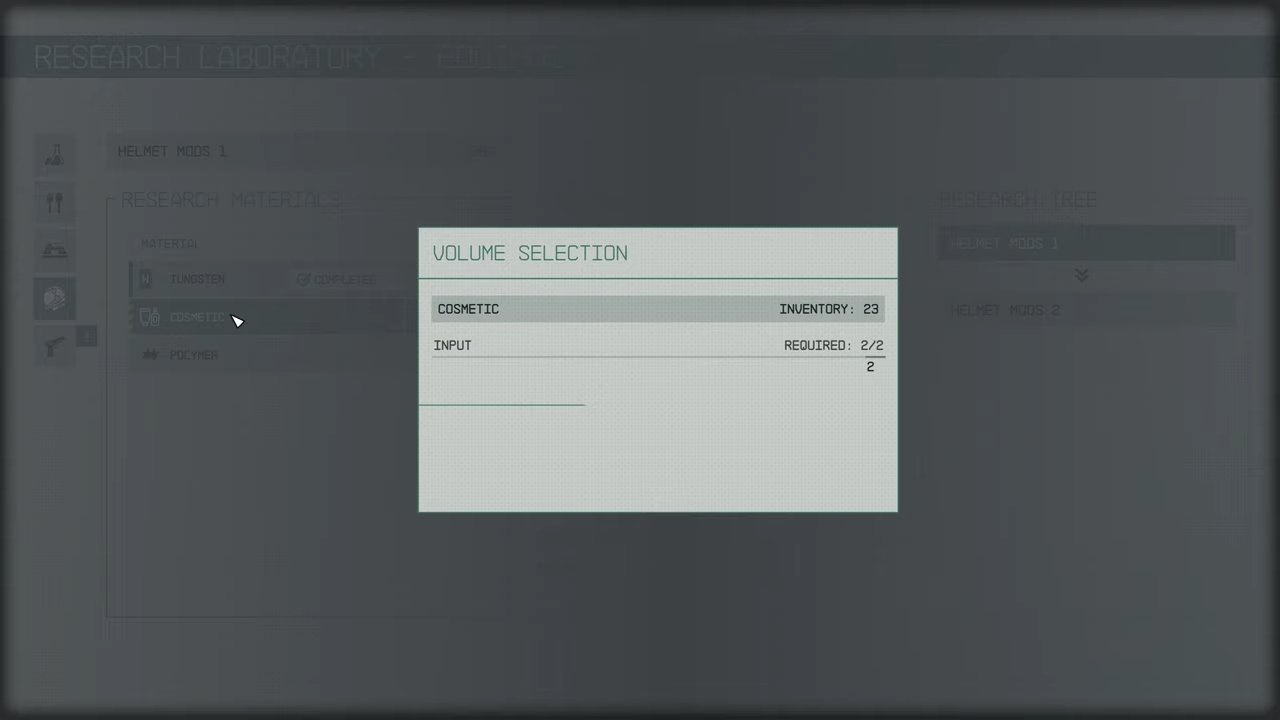 RESEARCH LABORATORY -
HELMET MODS 1
RESEARCH MATERIALS
RESEARCH TREE
MATERIAL
HELMET MODS 1
TUNGSTEN
COMPLETED
COSMETIC
POLYMER
HELMET MODS 2
VOLUME SELECTION
COSMETIC
INVENTORY: 23
INPUT
REQUIRED: 2/2
2